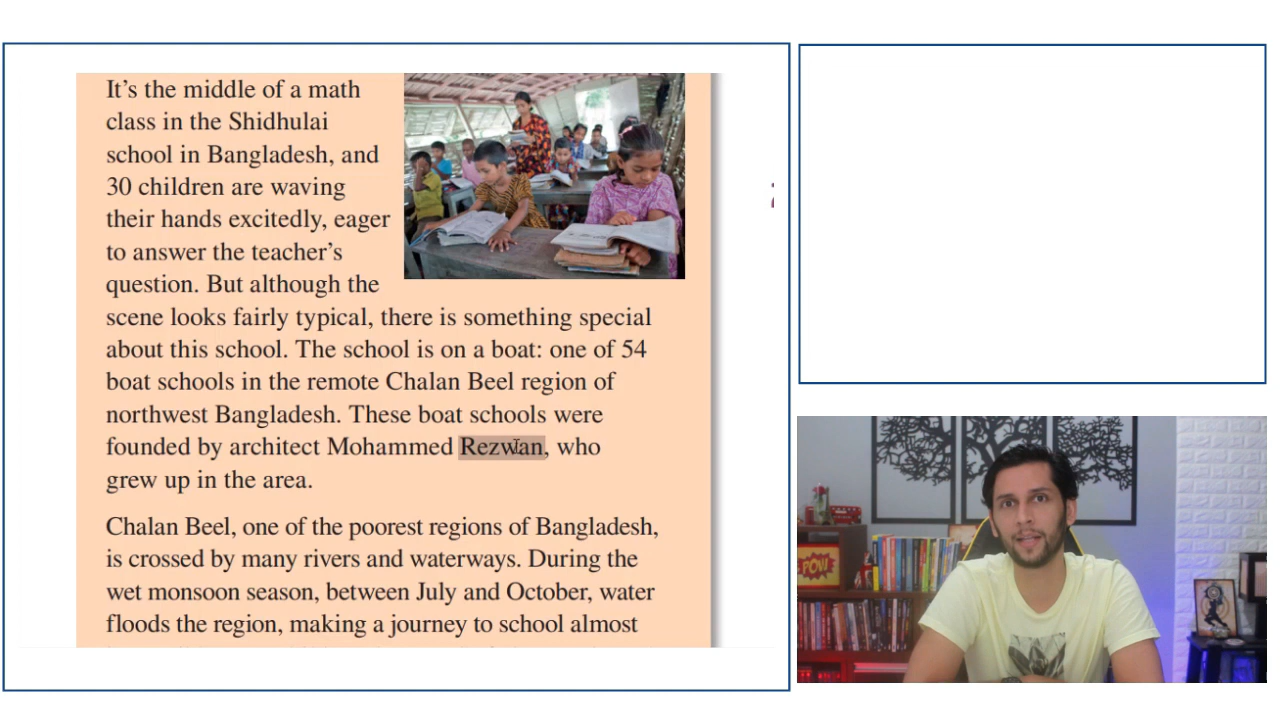 It’s the middle of a math
class in the Shidhulai
school in Bangladesh, and
30 children are waving
their hands excitedly, eager
to answer the teacher’s
question. But although the
scene looks fairly typical, there is something special
about this school. The school is on a boat: one of 54
boat schools in the remote Chalan Beel region of
northwest Bangladesh. These boat schools were
founded by architect Mohammed Rezwan, who
grew up in the area.
Chalan Beel, one of the poorest regions of Bangladesh,
is crossed by many rivers and waterways. During the
wet monsoon season, between July and October, water
floods the region, making a journey to school almost
POW